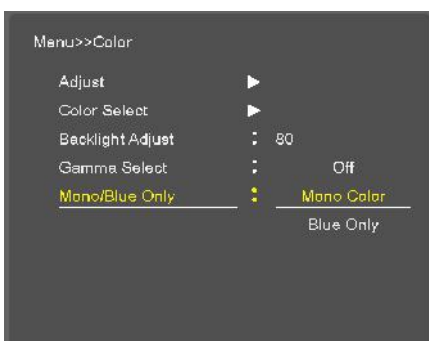 Menu>>Color
Adjust ▶
Color Select ▶
Backlight Adjust : 80
Gamma Select : Off
Mono/Blue Only : Mono Color
Blue Only